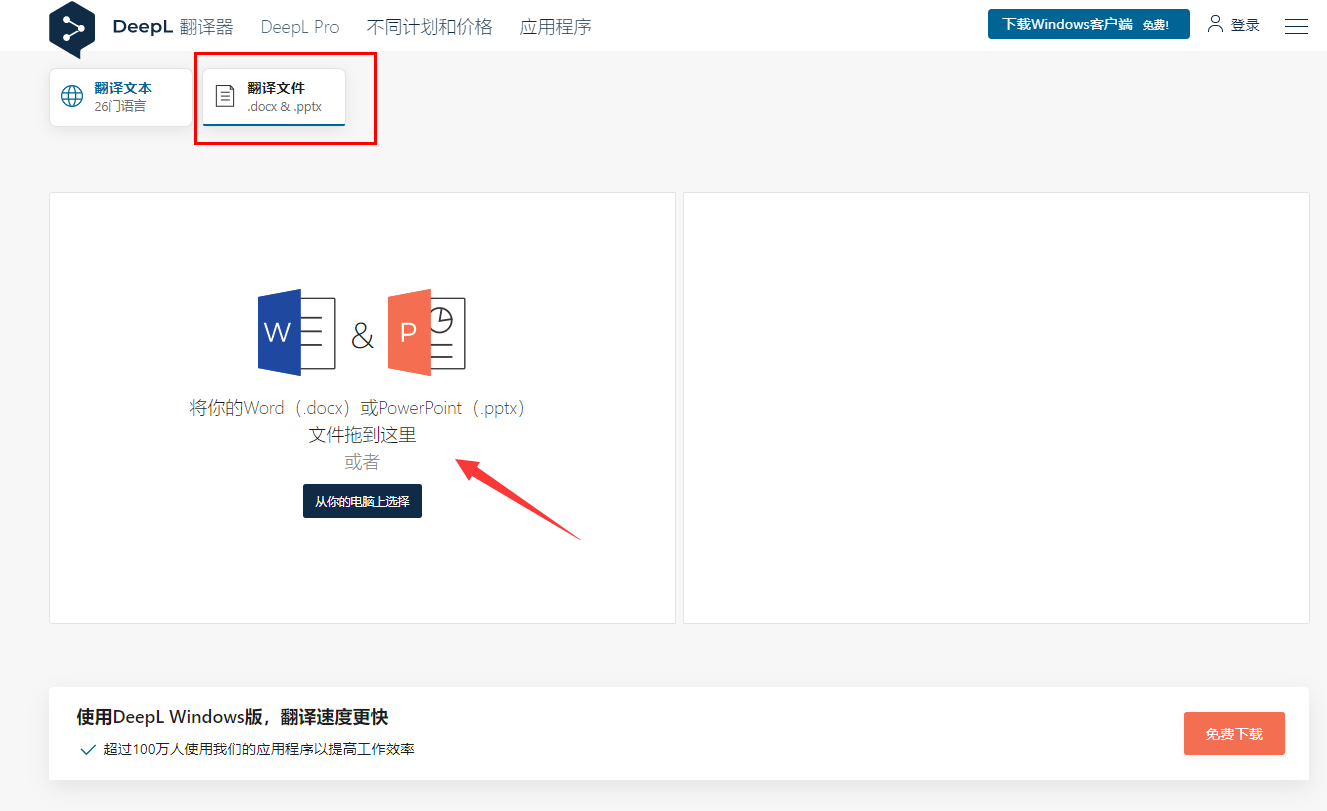 DeepL 翻译器 DeepL Pro 不同计划和价格 应用程序 下载Windows客户端 免费! 登录
翻译文本
26门语言
翻译文件
.docx & .pptx
W & P
将你的Word（.docx）或PowerPoint（.pptx）
文件拖到这里
或者
从你的电脑上选择
使用DeepL Windows版，翻译速度更快
超过100万人使用我们的应用程序以提高工作效率
免费下载